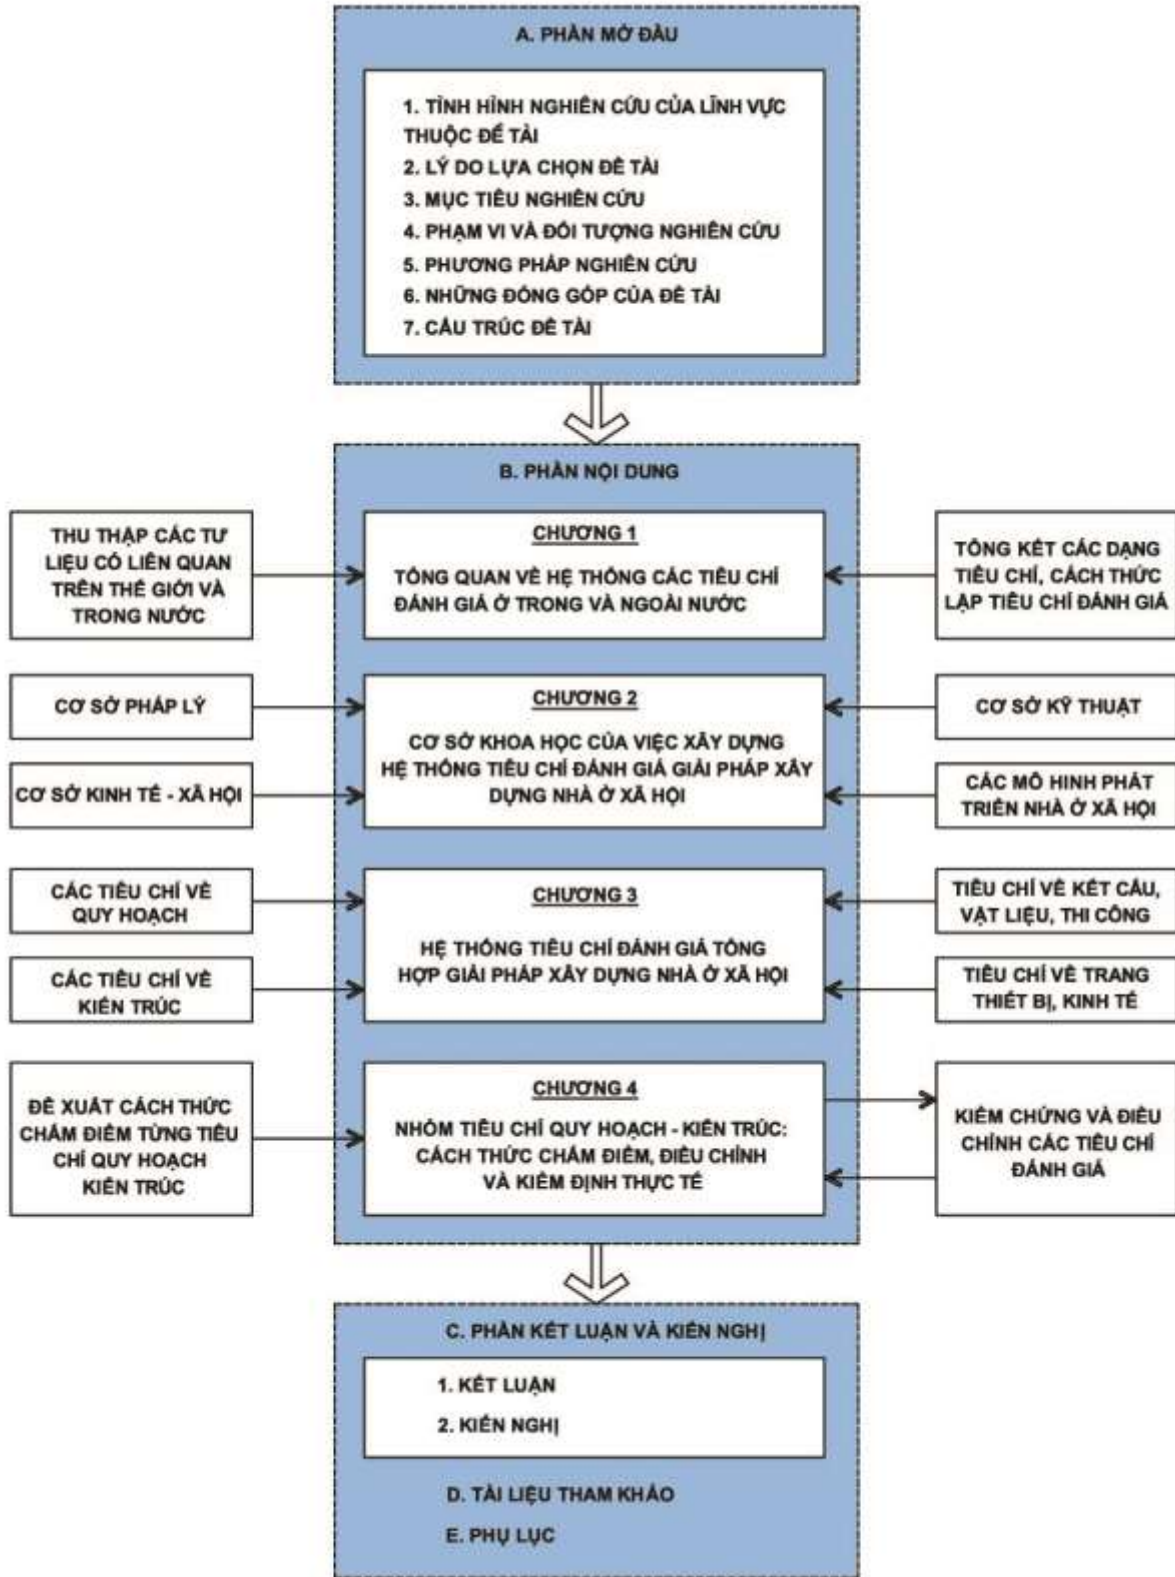 A. PHẦN MỞ ĐẦU
1. TÌNH HÌNH NGHIÊN CỨU CỦA LĨNH VỰC
THUỘC ĐỀ TÀI
2. LÝ DO LỰA CHỌN ĐỀ TÀI
3. MỤC TIÊU NGHIÊN CỨU
4. PHẠM VI VÀ ĐỐI TƯỢNG NGHIÊN CỨU
5. PHƯƠNG PHÁP NGHIÊN CỨU
6. NHỮNG ĐÓNG GÓP CỦA ĐỀ TÀI
7. CẤU TRÚC ĐỀ TÀI
B. PHẦN NỘI DUNG
THU THẬP CÁC TƯ
LIỆU CÓ LIÊN QUAN
TRÊN THẾ GIỚI VÀ
TRONG NƯỚC
CHƯƠNG 1
TỔNG QUAN VỀ HỆ THỐNG CÁC TIÊU CHÍ
ĐÁNH GIÁ Ở TRONG VÀ NGOÀI NƯỚC
TỔNG KẾT CÁC DẠNG
TIÊU CHÍ, CÁCH THỨC
LẬP TIÊU CHÍ ĐÁNH GIÁ
CƠ SỞ PHÁP LÝ
CƠ SỞ KINH TẾ - XÃ HỘI
CHƯƠNG 2
CƠ SỞ KHOA HỌC CỦA VIỆC XÂY DỰNG
HỆ THỐNG TIÊU CHÍ ĐÁNH GIÁ GIẢI PHÁP XÂY
DỰNG NHÀ Ở XÃ HỘI
CƠ SỞ KỸ THUẬT
CÁC MÔ HÌNH PHÁT
TRIỂN NHÀ Ở XÃ HỘI
CÁC TIÊU CHÍ VỀ
QUY HOẠCH
CÁC TIÊU CHÍ VỀ
KIẾN TRÚC
CHƯƠNG 3
HỆ THỐNG TIÊU CHÍ ĐÁNH GIÁ TỔNG
HỢP GIẢI PHÁP XÂY DỰNG NHÀ Ở XÃ HỘI
TIÊU CHÍ VỀ KẾT CẤU,
VẬT LIỆU, THI CÔNG
TIÊU CHÍ VỀ TRANG
THIẾT BỊ, KINH TẾ
ĐỀ XUẤT CÁCH THỨC
CHẤM ĐIỂM TỪNG TIÊU
CHÍ QUY HOẠCH
KIẾN TRÚC
CHƯƠNG 4
NHÓM TIÊU CHÍ QUY HOẠCH - KIẾN TRÚC:
CÁCH THỨC CHẤM ĐIỂM, ĐIỀU CHỈNH
VÀ KIỂM ĐỊNH THỰC TẾ
KIỂM CHỨNG VÀ ĐIỀU
CHỈNH CÁC TIÊU CHÍ
ĐÁNH GIÁ
C. PHẦN KẾT LUẬN VÀ KIẾN NGHỊ
1. KẾT LUẬN
2. KIẾN NGHỊ
D. TÀI LIỆU THAM KHẢO
E. PHỤ LỤC